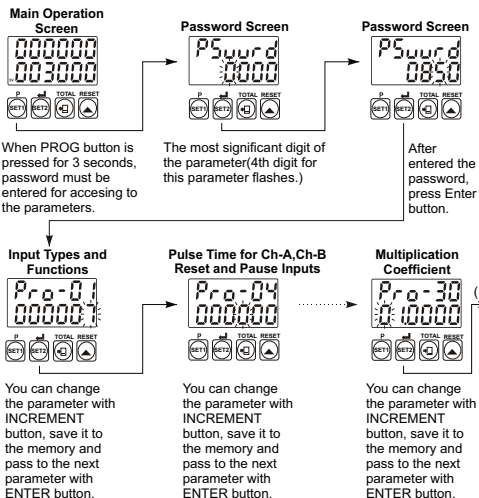 Main Operation
Screen
000000
SV 003000
P TOTAL RESET
SET1 SET2
When PROG button is
pressed for 3 seconds,
password must be
entered for accesing to
the parameters.
Password Screen
PSwrd
0000
P TOTAL RESET
SET1 SET2
The most significant digit of
the parameter(4th digit for
this parameter flashes.)
Password Screen
PSwrd
0850
P TOTAL RESET
SET1 SET2
After
entered the
password,
press Enter
button.
Input Types and
Functions
Pro-01
000007
P TOTAL RESET
SET1 SET2
You can change
the parameter with
INCREMENT
button, save it to
the memory and
pass to the next
parameter with
ENTER button.
Pulse Time for Ch-A,Ch-B
Reset and Pause Inputs
Pro-04
000000
P TOTAL RESET
SET1 SET2
You can change
the parameter with
INCREMENT
button, save it to
the memory and
pass to the next
parameter with
ENTER button.
Multiplication
Coefficient
Pro-30
010000
P TOTAL RESET
SET1 SET2
You can change
the parameter with
INCREMENT
button, save it to
the memory and
pass to the next
parameter with
ENTER button.
(